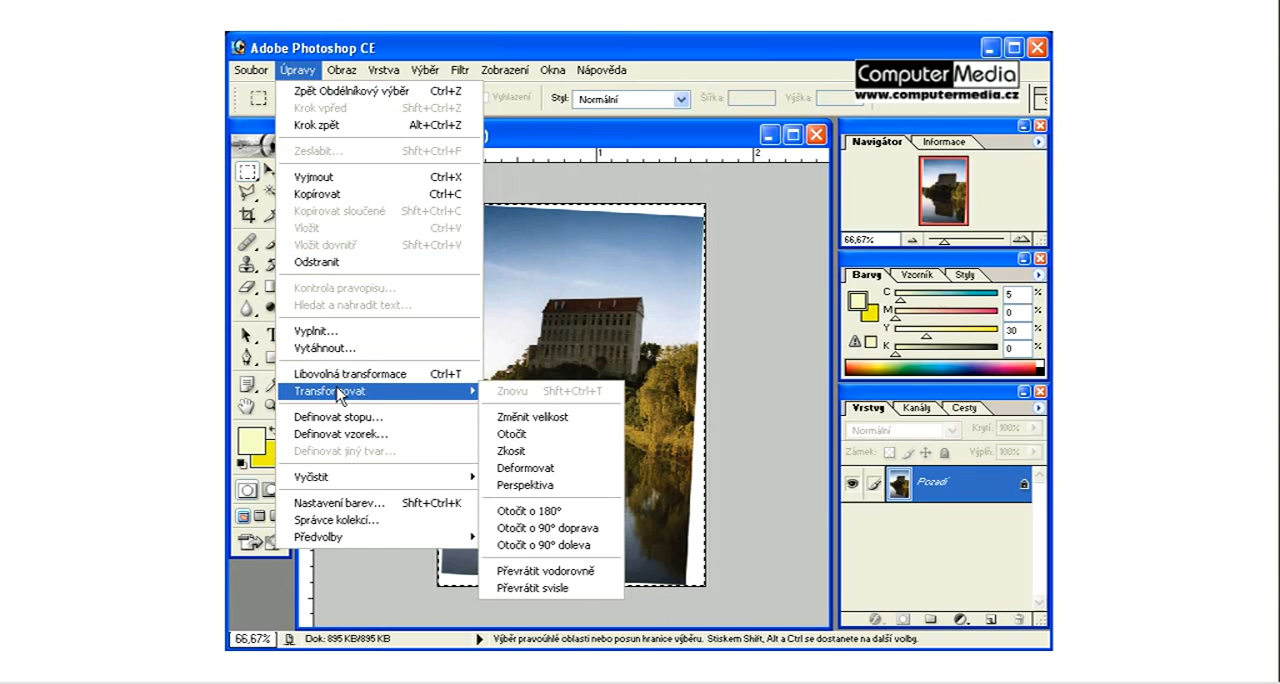 Adobe Photoshop CE
Soubor Úpravy Obraz Vrstva Výběr Filtr Zobrazení Okna Nápověda
Computer Media
www.computermedia.cz
Vyhlazení Styl: Normální Šířka: Výška:
Zpět Obdélníkový výběr Ctrl+Z
Krok vpřed Shft+Ctrl+Z
Krok zpět Alt+Ctrl+Z
Zeslabit... Shft+Ctrl+F
Vyjmout Ctrl+X
Kopírovat Ctrl+C
Kopírovat sloučené Shft+Ctrl+C
Vložit Ctrl+V
Vložit dovnitř Shft+Ctrl+V
Odstranit
Kontrola pravopisu...
Hledat a nahradit text...
Vyplnit...
Vytáhnout...
Libovolná transformace Ctrl+T
Transformovat
Definovat stopu...
Definovat vzorek...
Definovat jiný tvar...
Vyčistit
Nastavení barev... Shft+Ctrl+K
Správce kolekcí...
Předvolby
Znovu Shft+Ctrl+T
Změnit velikost
Otočit
Zkosit
Deformovat
Perspektiva
Otočit o 180°
Otočit o 90° doprava
Otočit o 90° doleva
Převrátit vodorovně
Převrátit svisle
1 2
Navigátor Informace
66,67%
Barvy Vzorník Styly
C 5 %
M 0 %
Y 30 %
K 0 %
Vrstvy Kanály Cesty
Normální Krytí: 100%
Zámek: Výplň: 100%
Pozadí
66,67% Dok: 895 KB/895 KB Výběr pravoúhlé oblasti nebo posun hranice výběru. Stiskem Shift, Alt a Ctrl se dostanete na další volby.